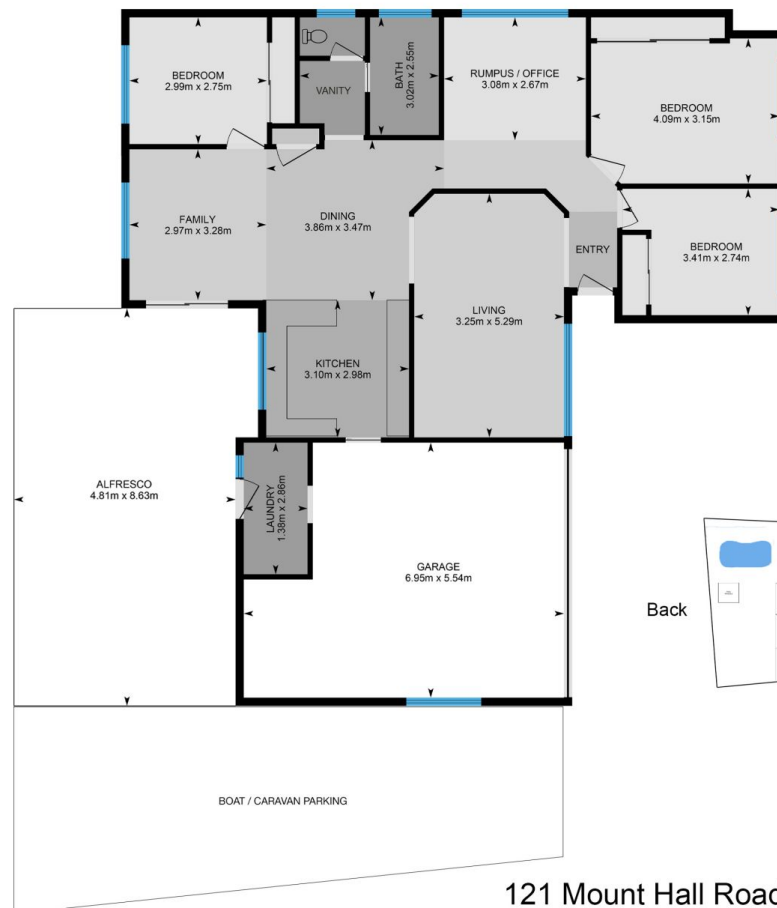 BEDROOM
2.99m x 2.75m
VANITY
BATH
3.02m x 2.55m
RUMPUS / OFFICE
3.08m x 2.67m
BEDROOM
4.09m x 3.15m
FAMILY
2.97m x 3.28m
DINING
3.86m x 3.47m
ENTRY
BEDROOM
3.41m x 2.74m
LIVING
3.25m x 5.29m
KITCHEN
3.10m x 2.98m
ALFRESCO
4.81m x 8.63m
LAUNDRY
1.38m x 2.86m
GARAGE
6.95m x 5.54m
Back
BOAT / CARAVAN PARKING
121 Mount Hall Road